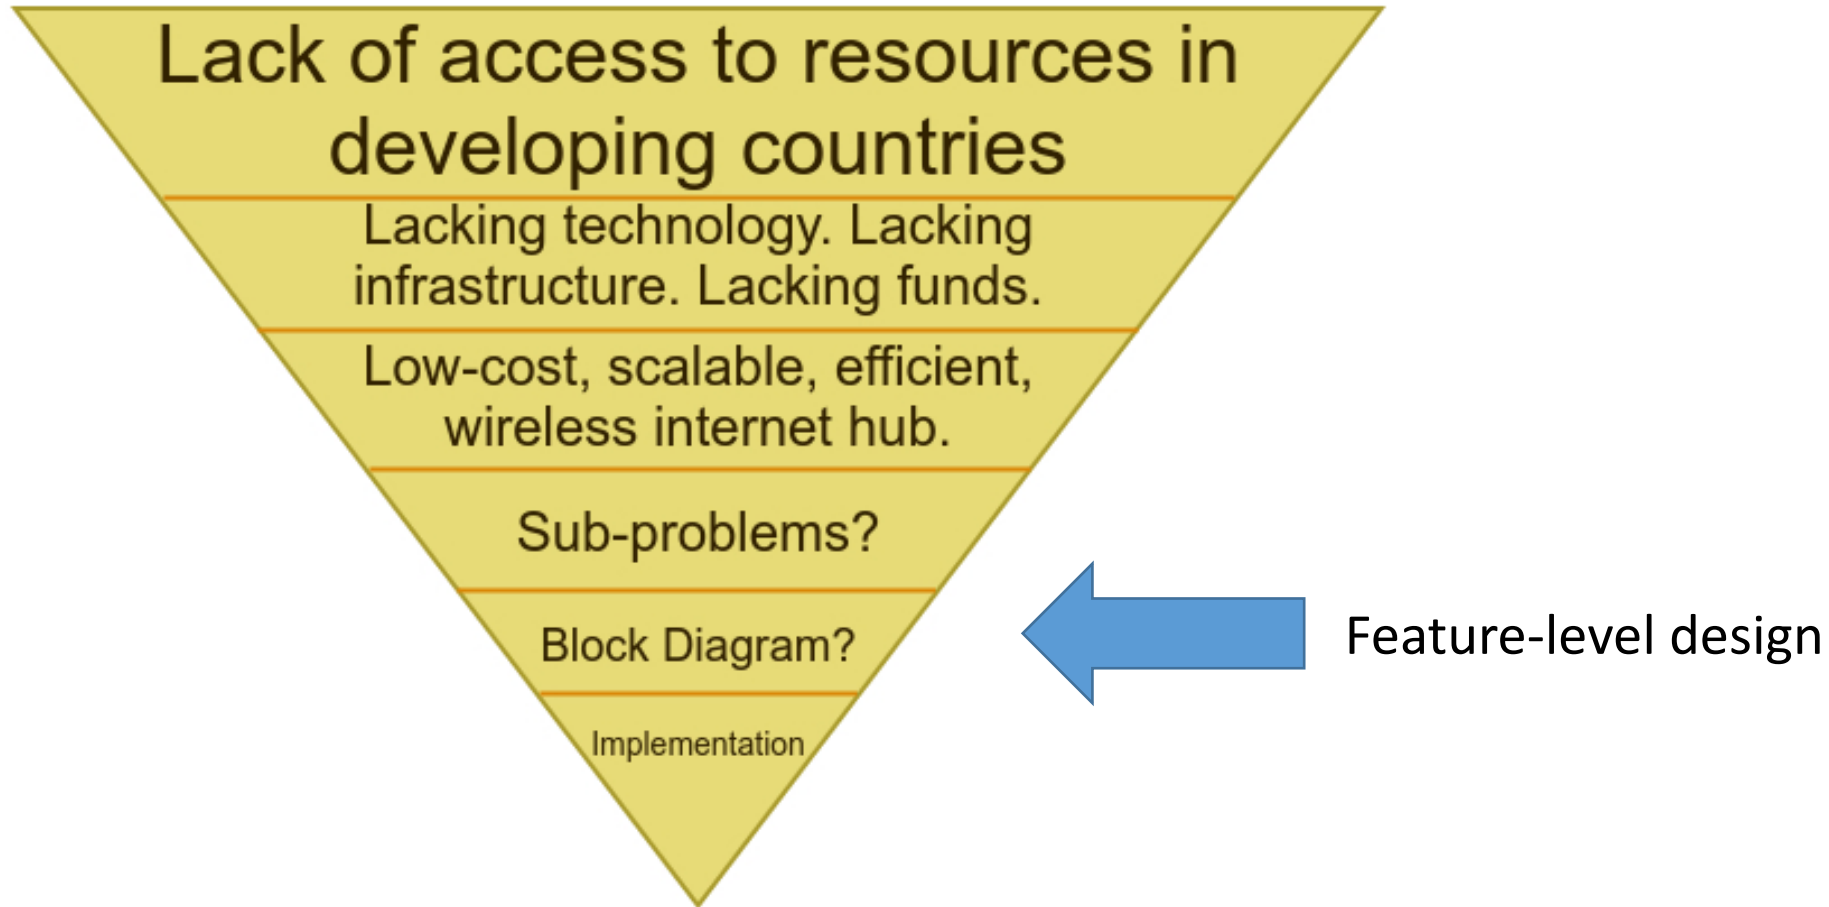 Lack of access to resources in
developing countries
Lacking technology. Lacking
infrastructure. Lacking funds.
Low-cost, scalable, efficient,
wireless internet hub.
Sub-problems?
Block Diagram?
Feature-level design
Implementation